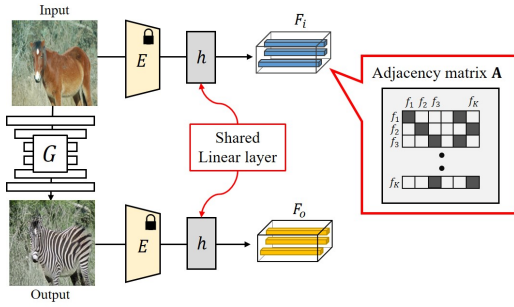 Input
E
h
F_i
Adjacency matrix A
f_1 f_2 f_3 f_K
f_1
f_2
f_3
f_K
Shared
Linear layer
G
E
h
F_o
Output